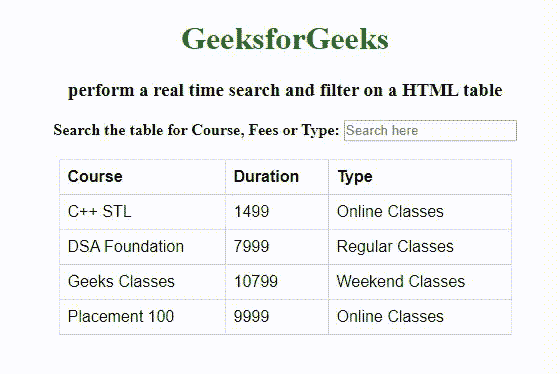 GeeksforGeeks
perform a real time search and filter on a HTML table
Search the table for Course, Fees or Type: Search here
Course Duration Type
C++ STL 1499 Online Classes
DSA Foundation 7999 Regular Classes
Geeks Classes 10799 Weekend Classes
Placement 100 9999 Online Classes